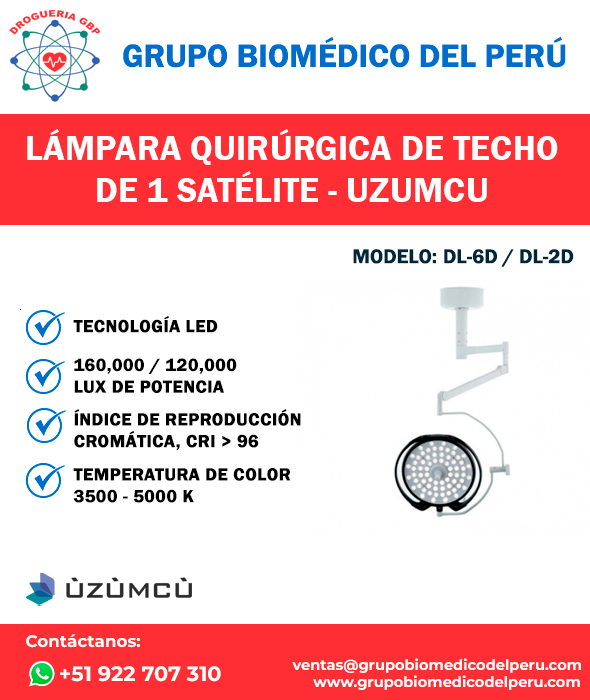 DROGUERIA GBP
GRUPO BIOMÉDICO DEL PERÚ
LÁMPARA QUIRÚRGICA DE TECHO
DE 1 SATÉLITE - UZUMCU
MODELO: DL-6D / DL-2D
TECNOLOGÍA LED
160,000 / 120,000
LUX DE POTENCIA
ÍNDICE DE REPRODUCCIÓN
CROMÁTICA, CRI > 96
TEMPERATURA DE COLOR
3500 - 5000 K
ÙZÙMCÙ
Contáctanos:
+51 922 707 310
ventas@grupobiomedicodelperu.com
www.grupobiomedicodelperu.com